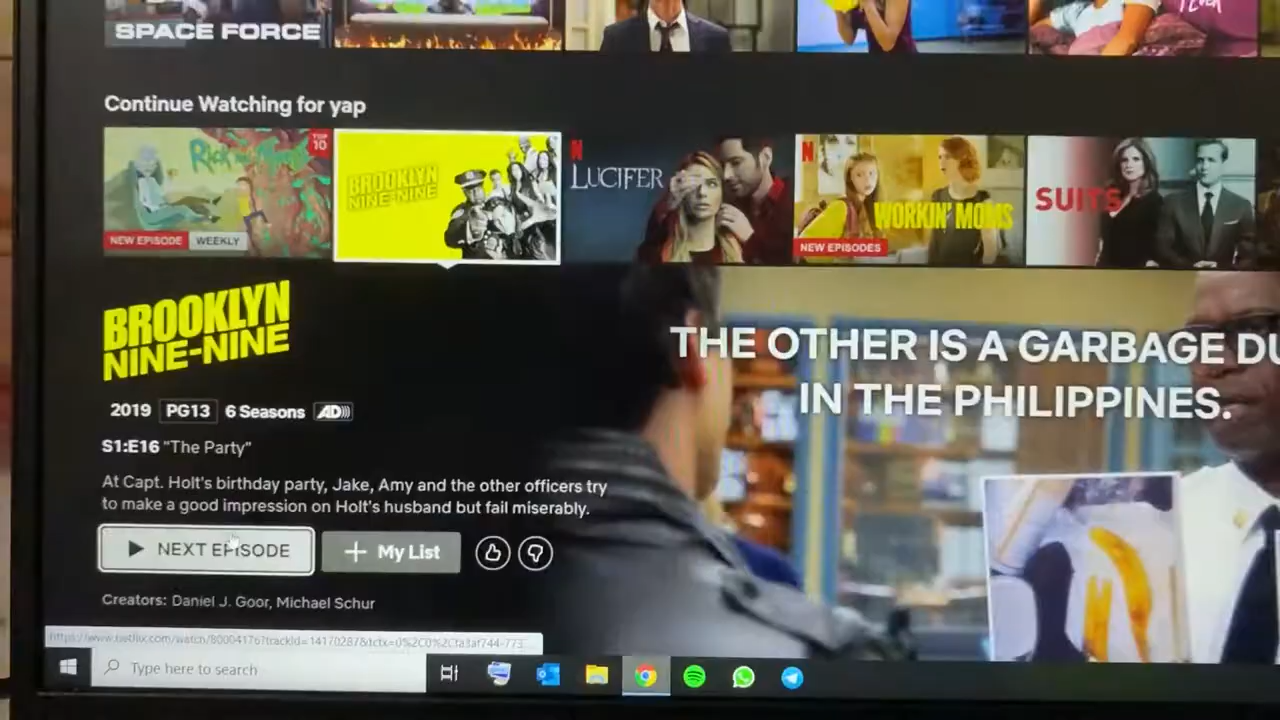 SPACE FORCE
Continue Watching for yap
TOP
10
NEW EPISODE WEEKLY
BROOKLYN
NINE-NINE
LUCIFER
WORKIN' MOMS
NEW EPISODES
SUITS
BROOKLYN
NINE-NINE
THE OTHER IS A GARBAGE DU
IN THE PHILIPPINES.
2019 PG13 6 Seasons AD
S1:E16 "The Party"
At Capt. Holt's birthday party, Jake, Amy and the other officers try
to make a good impression on Holt's husband but fail miserably.
NEXT EPISODE + My List
Creators: Daniel J. Goor, Michael Schur
Type here to search